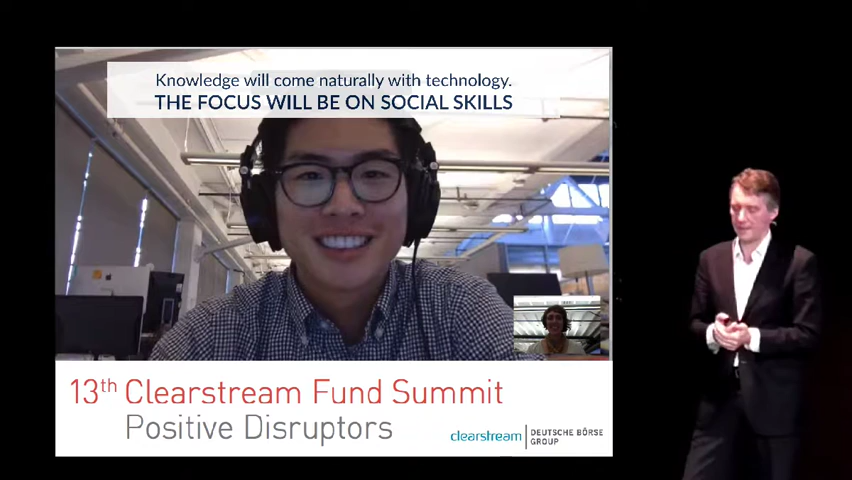 Knowledge will come naturally with technology.
THE FOCUS WILL BE ON SOCIAL SKILLS
13th Clearstream Fund Summit
Positive Disruptors
clearstream
DEUTSCHE BÖRSE
GROUP